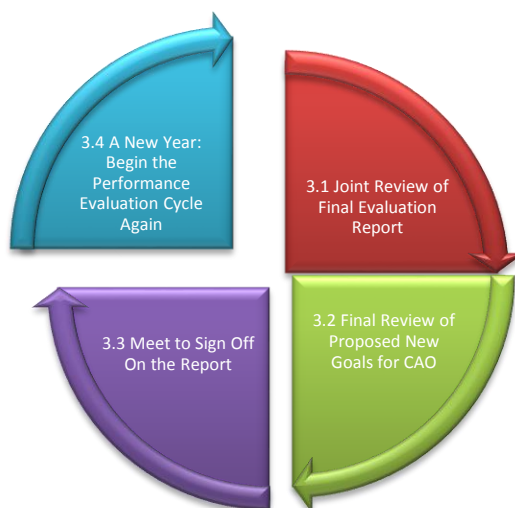 3.4 A New Year:
Begin the
Performance
Evaluation Cycle
Again
3.1 Joint Review of
Final Evaluation
Report
3.3 Meet to Sign Off
On the Report
3.2 Final Review of
Proposed New
Goals for CAO